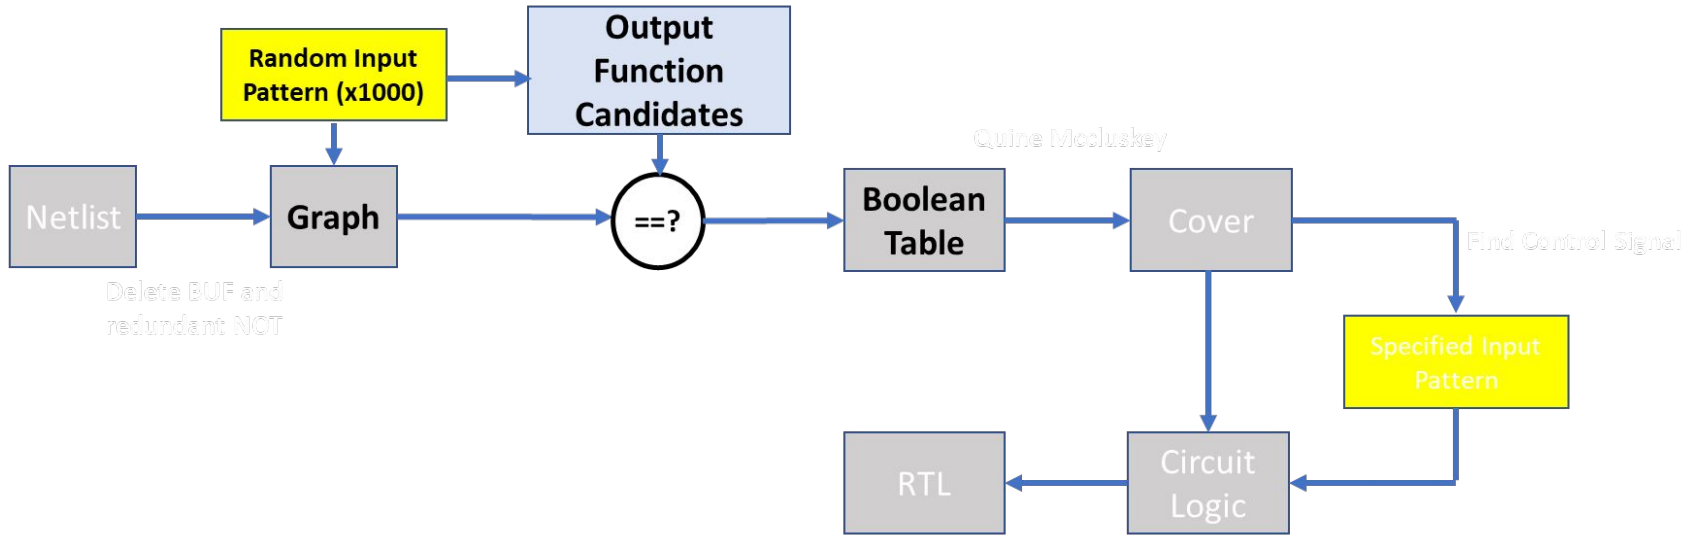 Output
Function
Candidates
Random Input
Pattern (x1000)
Quine Mccluskey
Netlist
Graph
==?
Boolean
Table
Cover
Find Control Signal
Delete BUF and
redundant NOT
Specified Input
Pattern
RTL
Circuit
Logic